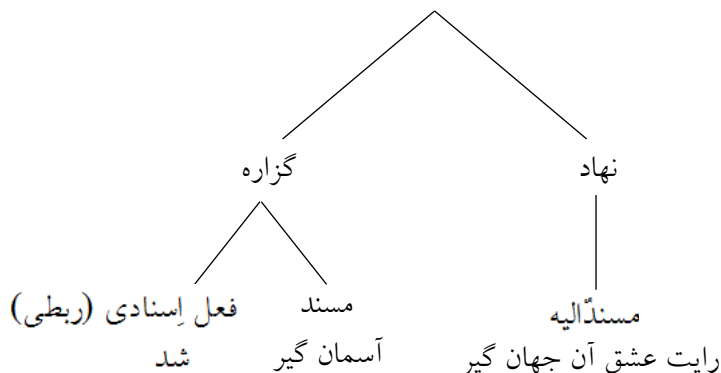 نهاد
گزاره
مسندٌالیه
مسند
فعل اِسنادی (ربطی)
رایت عشق آن جهان گیر
آسمان گیر
شد